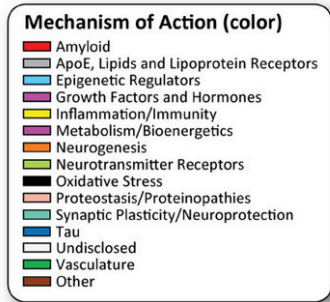 Mechanism of Action (color)
Amyloid
ApoE, Lipids and Lipoprotein Receptors
Epigenetic Regulators
Growth Factors and Hormones
Inflammation/Immunity
Metabolism/Bioenergetics
Neurogenesis
Neurotransmitter Receptors
Oxidative Stress
Proteostasis/Proteinopathies
Synaptic Plasticity/Neuroprotection
Tau
Undisclosed
Vasculature
Other